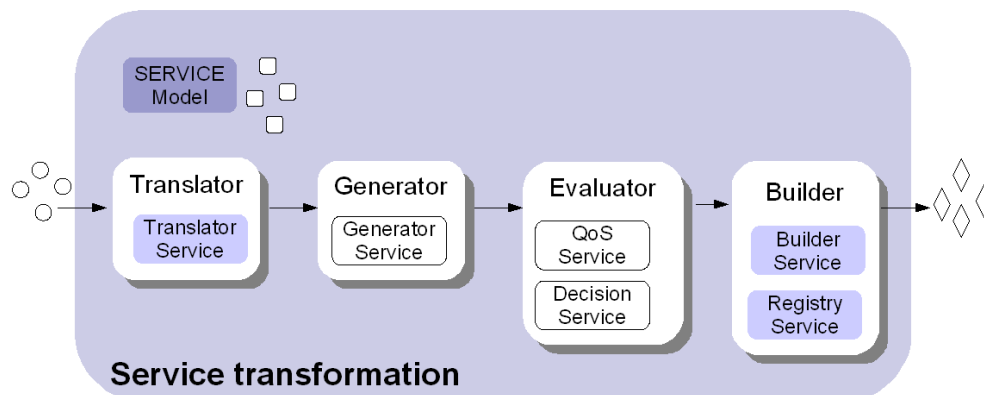 SERVICE
Model
Translator
Translator
Service
Generator
Generator
Service
Evaluator
QoS
Service
Decision
Service
Builder
Builder
Service
Registry
Service
Service transformation